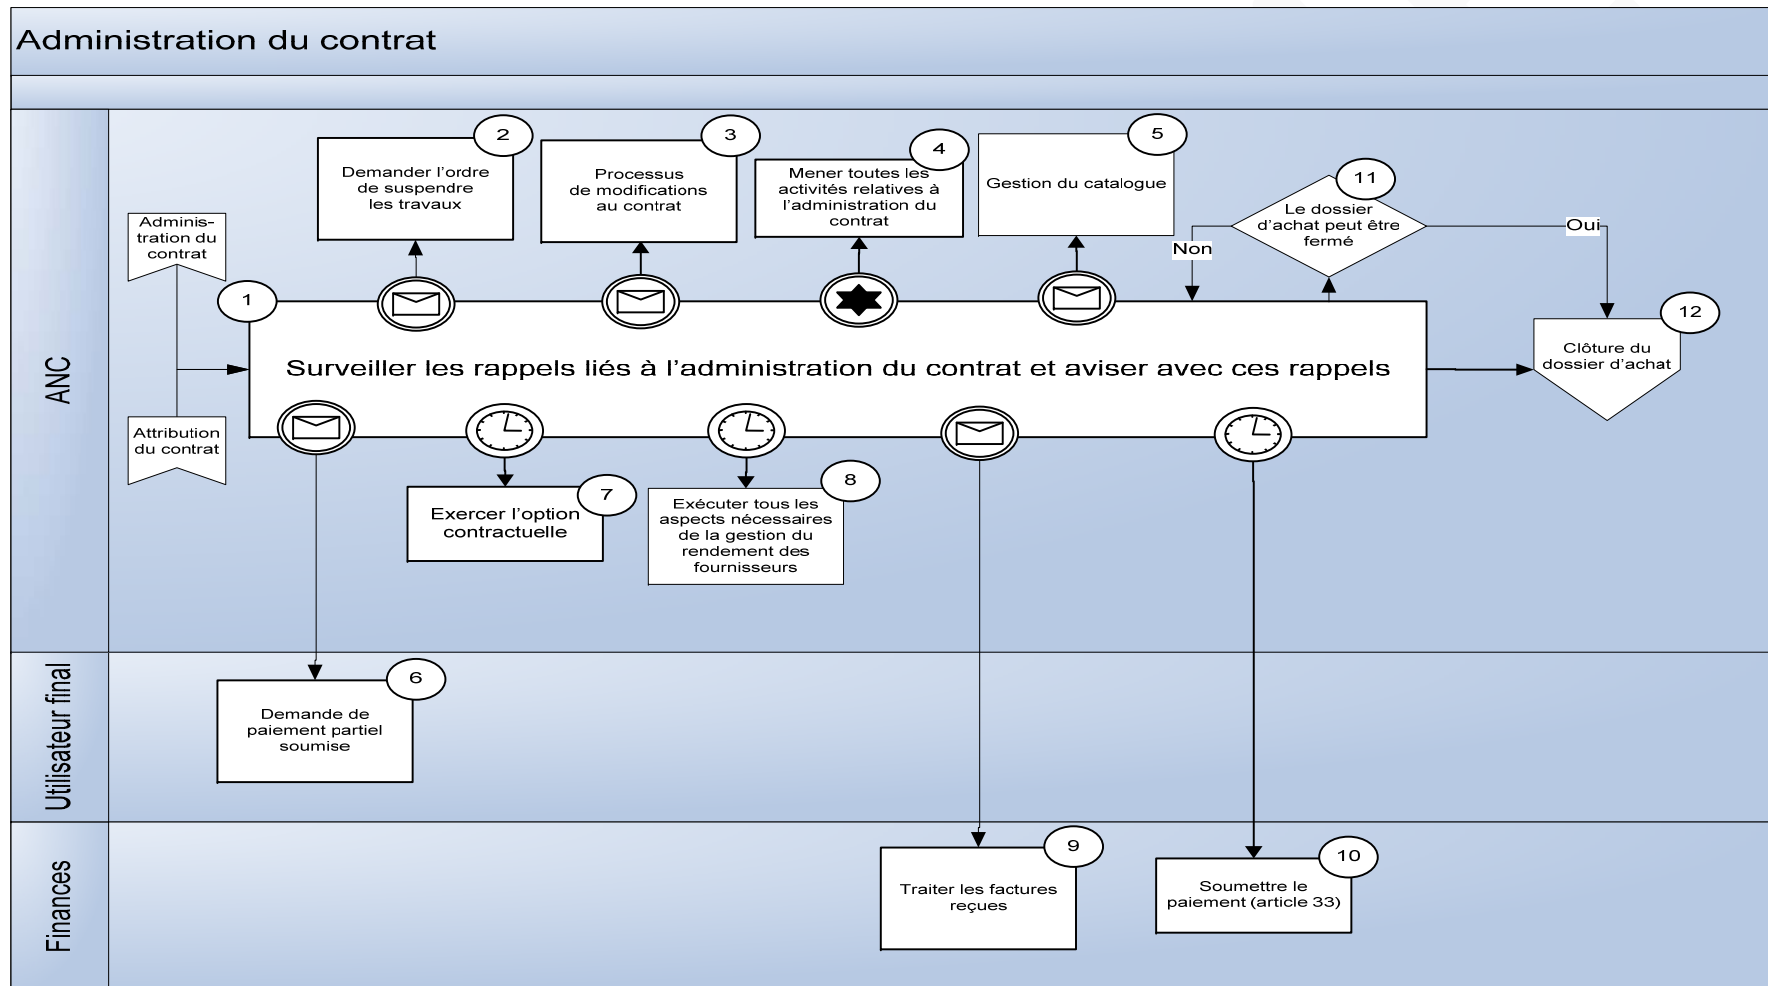 Administration du contrat
ANC
Adminis-
tration du
contrat
Attribution
du contrat
1
Surveiller les rappels liés à l’administration du contrat et aviser avec ces rappels
2
Demander l’ordre
de suspendre
les travaux
3
Processus
de modifications
au contrat
4
Mener toutes les
activités relatives à
l’administration du
contrat
5
Gestion du catalogue
11
Le dossier
d’achat peut être
fermé
Non
Oui
12
Clôture du
dossier d’achat
7
Exercer l’option
contractuelle
8
Exécuter tous les
aspects nécessaires
de la gestion du
rendement des
fournisseurs
Utilisateur final
6
Demande de
paiement partiel
soumise
Finances
9
Traiter les factures
reçues
10
Soumettre le
paiement (article 33)